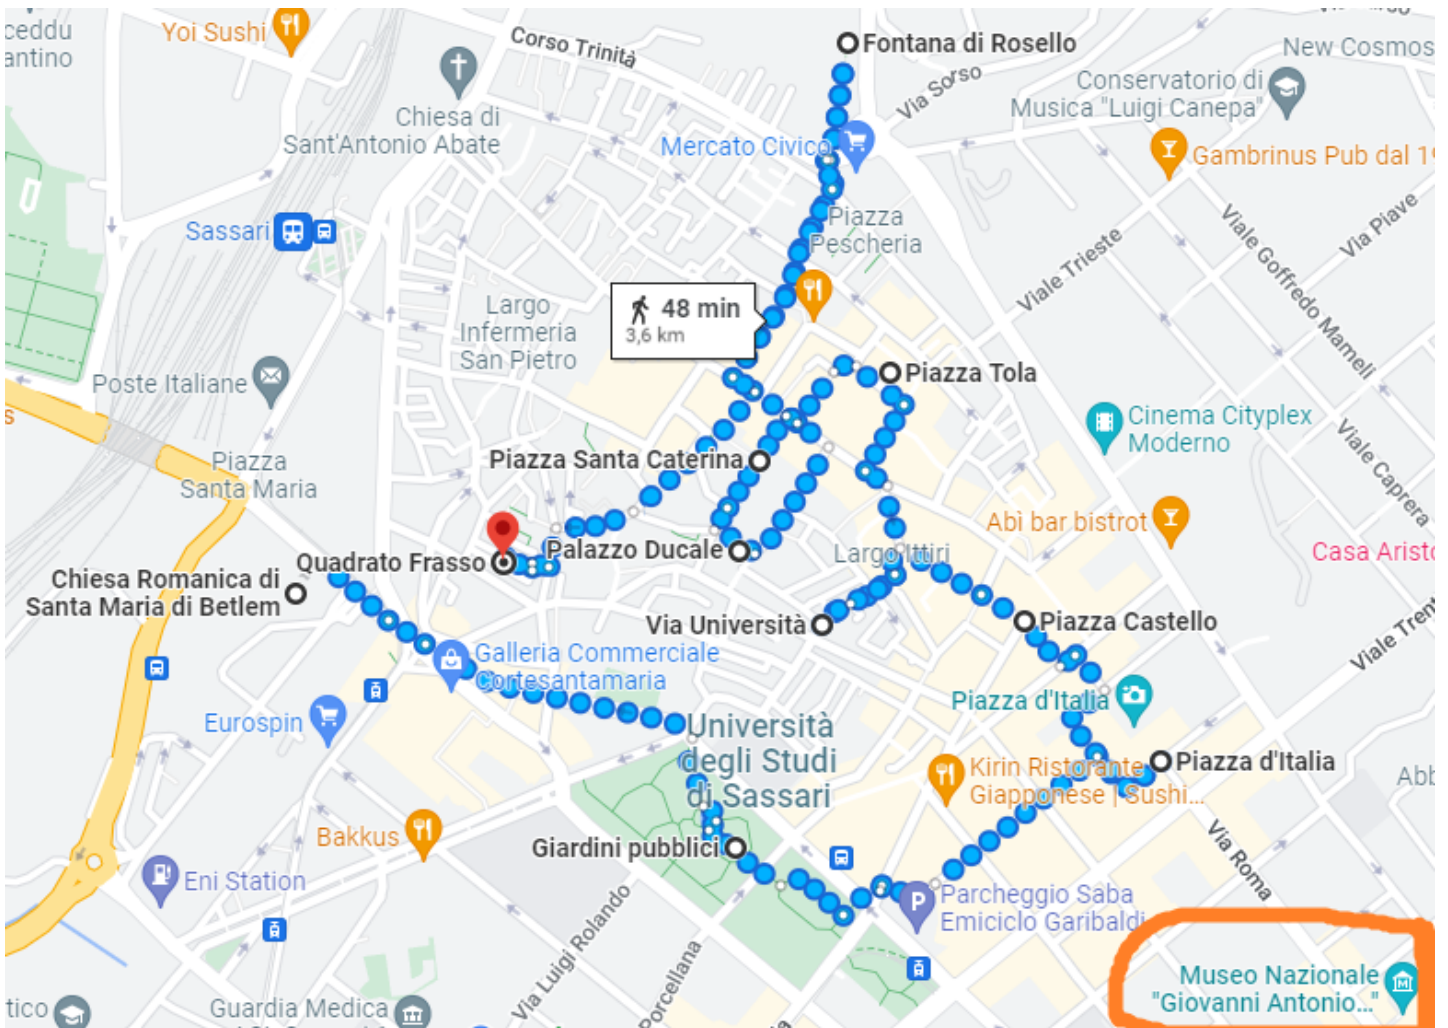 ceddu
antino
Yoi Sushi
Corso Trinità
Fontana di Rosello
New Cosmos
Via Sorso
Conservatorio di
Musica "Luigi Canepa"
Chiesa di
Sant'Antonio Abate
Mercato Civico
Gambrinus Pub dal 19
Piazza
Pescheria
Sassari
Viale Trieste
Viale Goffredo Mameli
Via Piave
Largo
Infermeria
San Pietro
48 min
3,6 km
Poste Italiane
Piazza Tola
s
Cinema Cityplex
Moderno
Viale Caprera
Piazza
Santa Maria
Piazza Santa Caterina
Abì bar bistrot
Casa Aristo
Quadrato Frasso
Palazzo Ducale
Largo Ittiri
Chiesa Romanica di
Santa Maria di Betlem
Via Università
Piazza Castello
Viale Tren
Galleria Commerciale
Cortesantamaria
Piazza d'Italia
Eurospin
Università
degli Studi
di Sassari
Piazza d'Italia
Kirin Ristorante
Giapponese | Sushi...
Abb
Bakkus
Giardini pubblici
Via Roma
Eni Station
P
Parcheggio Saba
Emiciclo Garibaldi
Via Luigi Rolando
Porcellana
Museo Nazionale
"Giovanni Antonio..."
M
tico
Guardia Medica